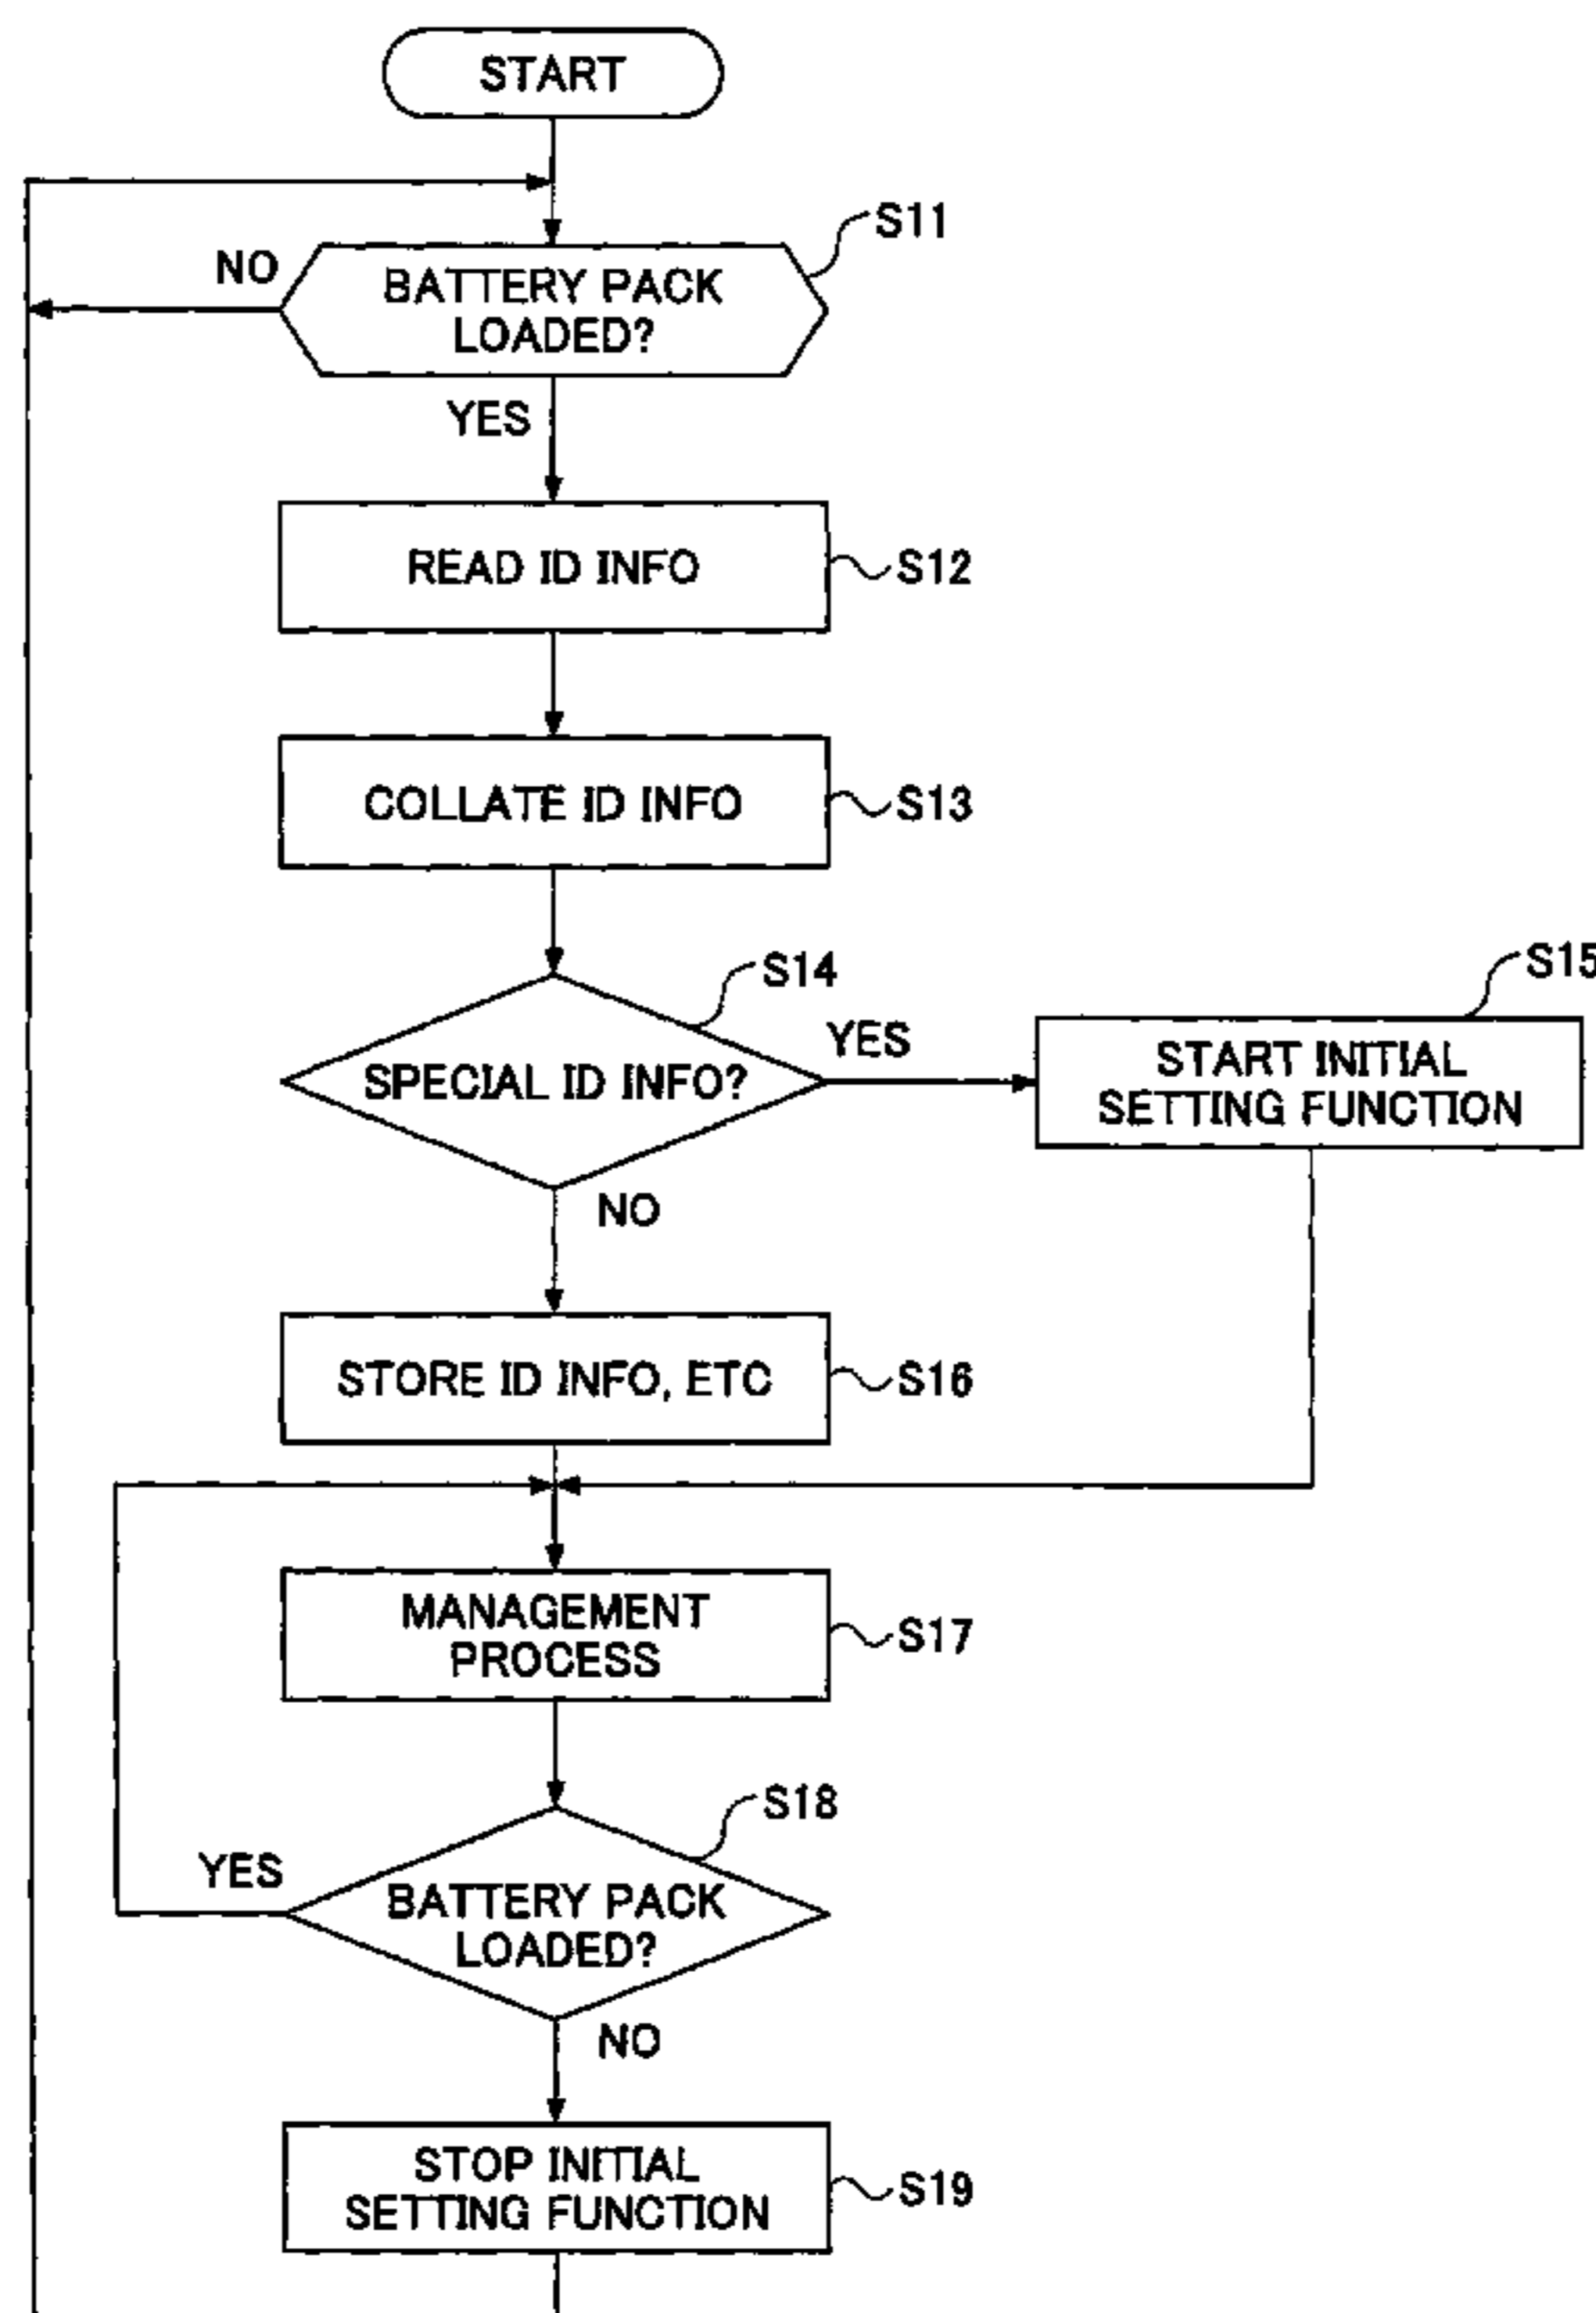 START
S11
NO
BATTERY PACK
LOADED?
YES
READ ID INFO
S12
COLLATE ID INFO
S13
S14
S15
YES
SPECIAL ID INFO?
START INITIAL
SETTING FUNCTION
NO
STORE ID INFO, ETC
S16
MANAGEMENT
PROCESS
S17
S18
YES
BATTERY PACK
LOADED?
NO
STOP INITIAL
SETTING FUNCTION
S19